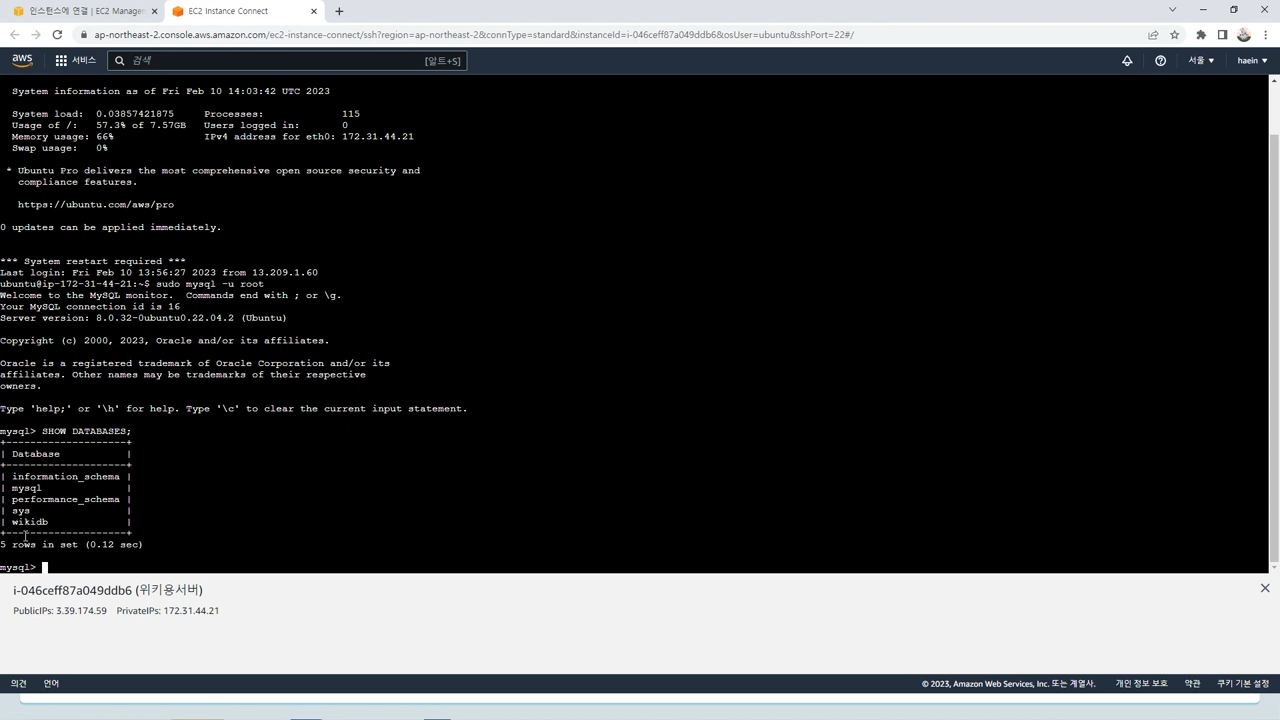 인스턴스에 연결 | EC2 Manager
EC2 Instance Connect
ap-northeast-2.console.aws.amazon.com/ec2-instance-connect/ssh?region=ap-northeast-2&connType=standard&instanceId=i-046ceff87a049ddb6&osUser=ubuntu&sshPort=22#/
aws 서비스 검색 [알트+S] 서울 ▼ haein ▼
System information as of Fri Feb 10 14:03:42 UTC 2023
System load: 0.03857421875 Processes: 115
Usage of /: 57.3% of 7.57GB Users logged in: 0
Memory usage: 66% IPv4 address for eth0: 172.31.44.21
Swap usage: 0%
* Ubuntu Pro delivers the most comprehensive open source security and
compliance features.
https://ubuntu.com/aws/pro
0 updates can be applied immediately.
*** System restart required ***
Last login: Fri Feb 10 13:56:27 2023 from 13.209.1.60
ubuntu@ip-172-31-44-21:~$ sudo mysql -u root
Welcome to the MySQL monitor. Commands end with ; or \g.
Your MySQL connection id is 16
Server version: 8.0.32-0ubuntu0.22.04.2 (Ubuntu)
Copyright (c) 2000, 2023, Oracle and/or its affiliates.
Oracle is a registered trademark of Oracle Corporation and/or its
affiliates. Other names may be trademarks of their respective
owners.
Type 'help;' or '\h' for help. Type '\c' to clear the current input statement.
mysql> SHOW DATABASES;
+--------------------+
| Database           |
+--------------------+
| information_schema |
| mysql              |
| performance_schema |
| sys                |
| wikidb             |
+--------------------+
5 rows in set (0.12 sec)
mysql>
i-046ceff87a049ddb6 (위키용서버)
PublicIPs: 3.39.174.59 PrivateIPs: 172.31.44.21
의견 언어 © 2023, Amazon Web Services, Inc. 또는 계열사. 개인 정보 보호 약관 쿠키 기본 설정